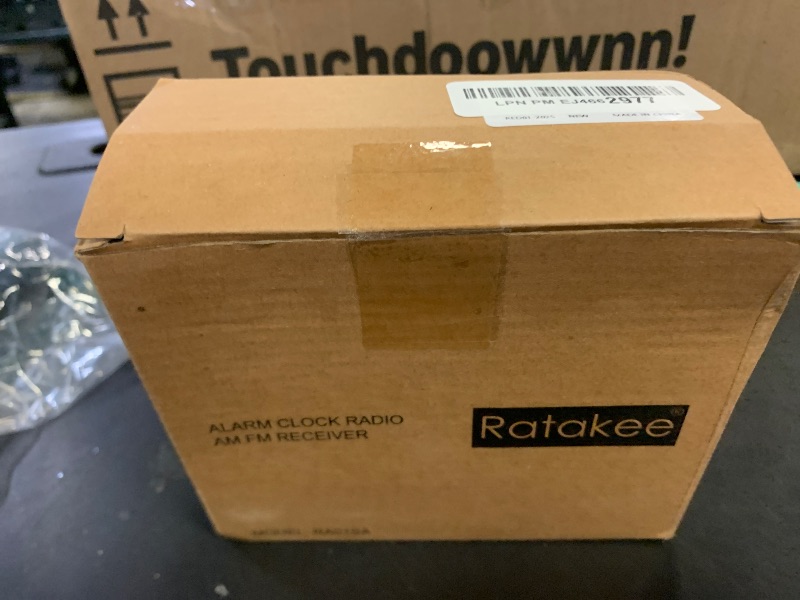 Touchdoowwnn!
LPN PM EJ4662977
NEW
ALARM CLOCK RADIO
AM FM RECEIVER
Ratakee®